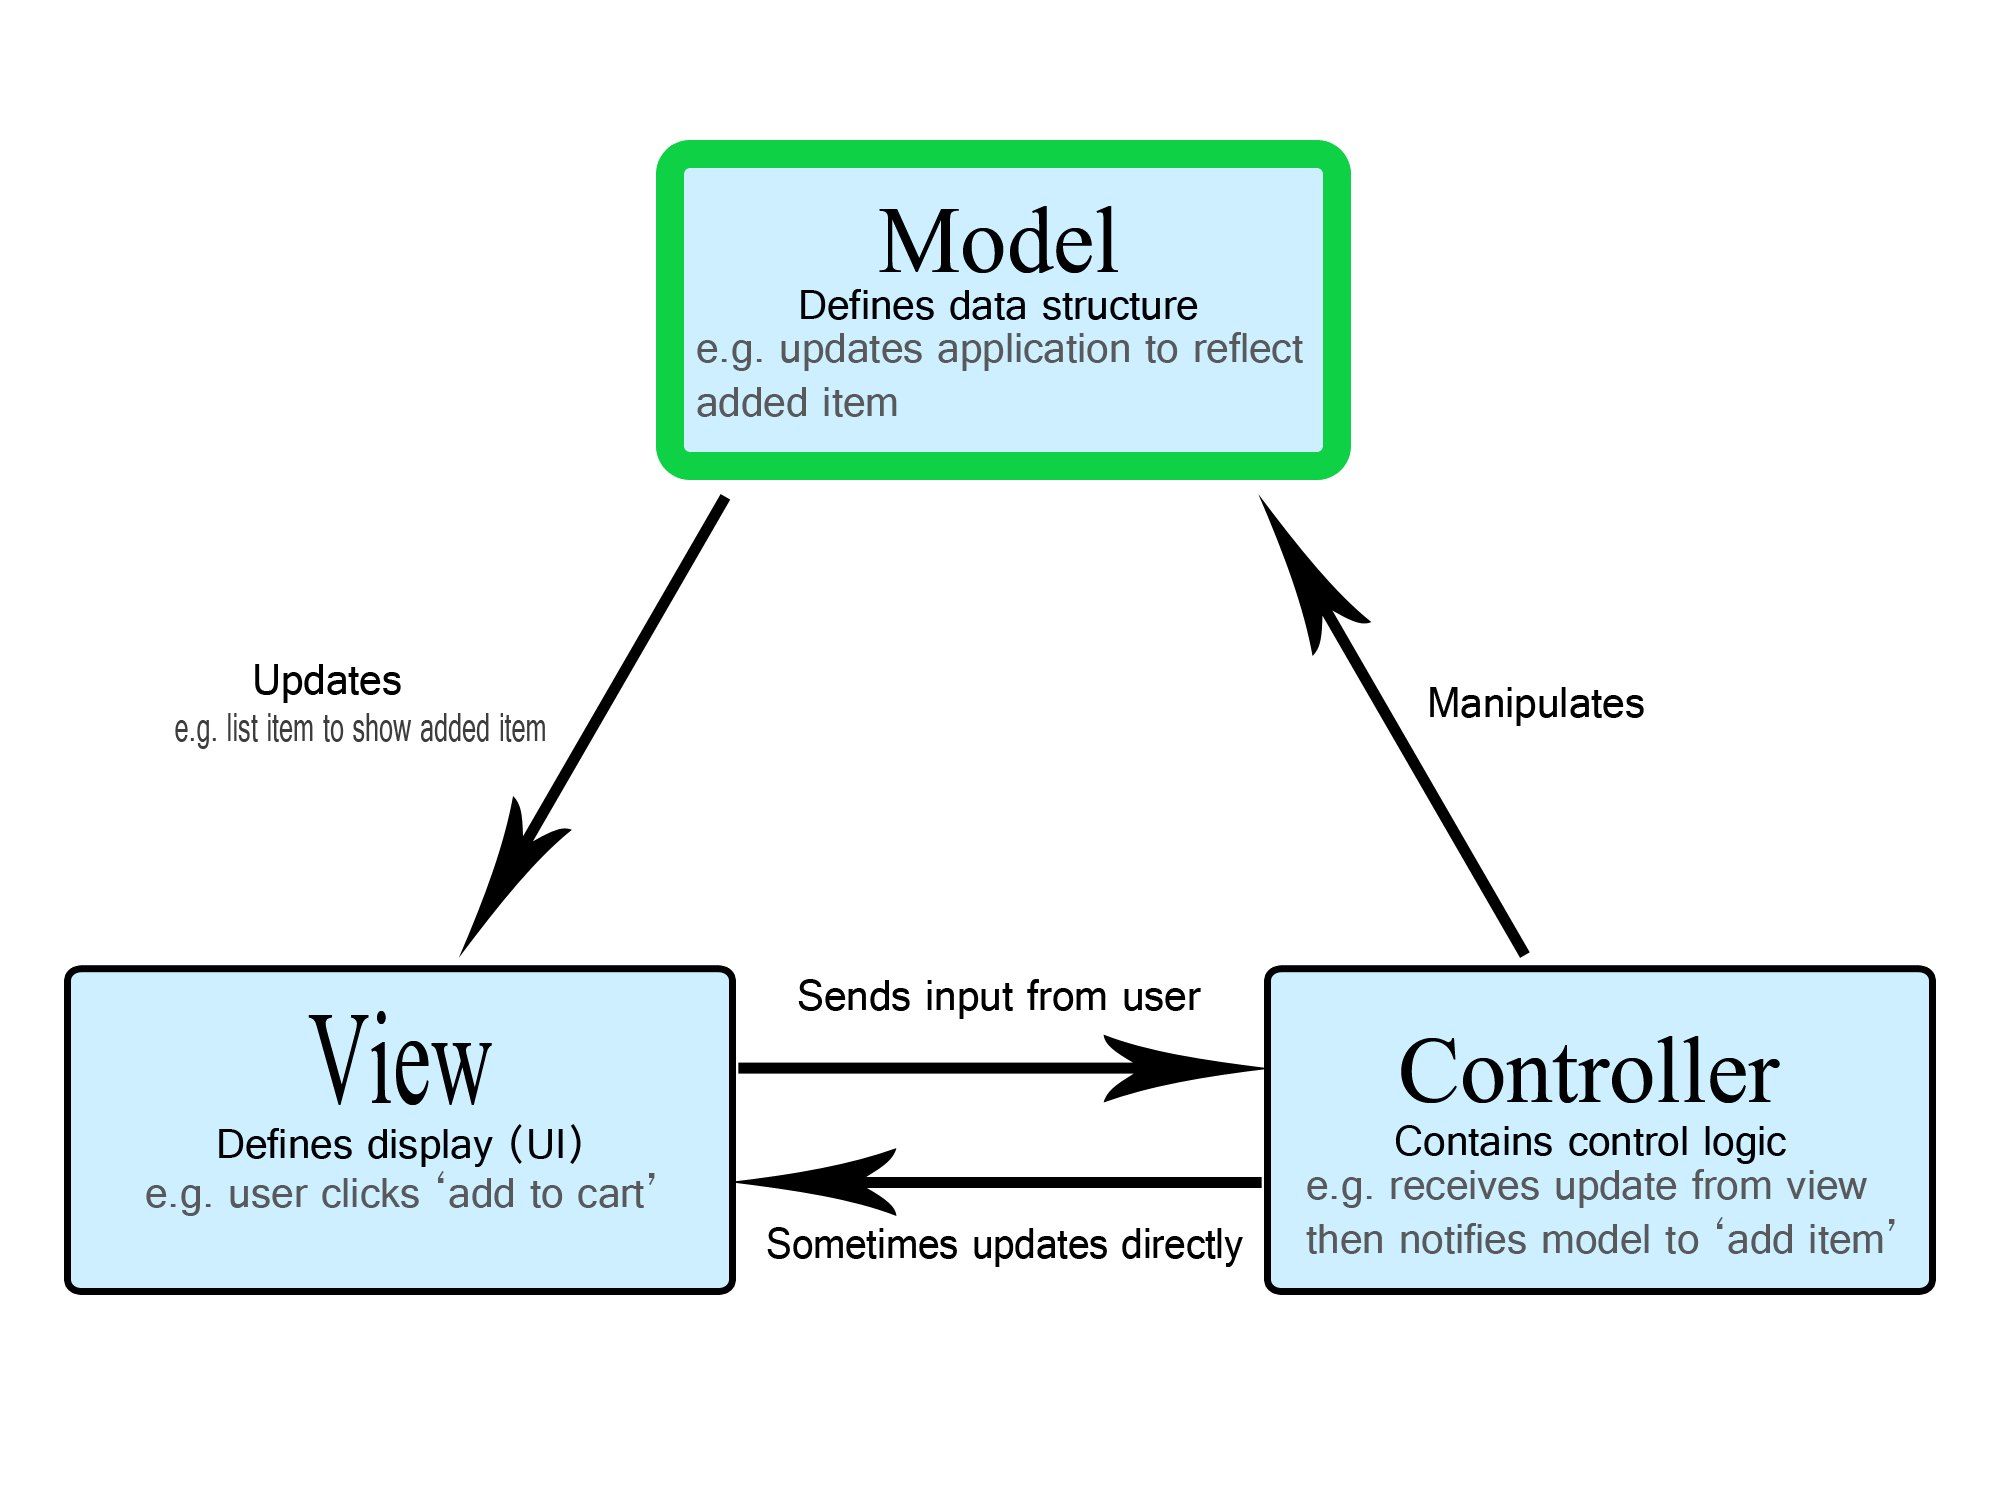 Model
Defines data structure
e.g. updates application to reflect
added item
Updates
e.g. list item to show added item
Manipulates
View
Defines display (UI)
e.g. user clicks ‘add to cart’
Sends input from user
Sometimes updates directly
Controller
Contains control logic
e.g. receives update from view
then notifies model to ‘add item’